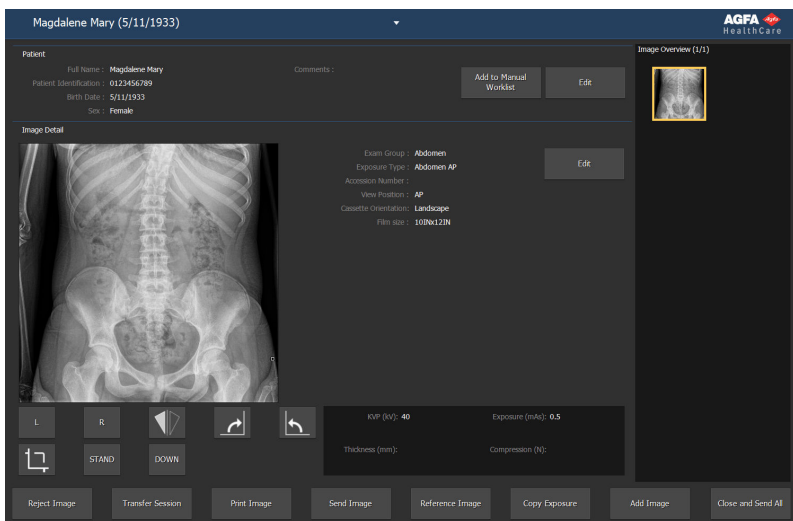 Magdalene Mary (5/11/1933)
AGFA
HealthCare
Patient
Full Name : Magdalene Mary
Patient Identification : 0123456789
Birth Date : 5/11/1933
Sex : Female
Comments :
Add to Manual
Worklist
Edit
Image Detail
Exam Group : Abdomen
Exposure Type : Abdomen AP
Accession Number :
View Position : AP
Cassette Orientation: Landscape
Film size : 10INx12IN
Edit
Image Overview (1/1)
L
R
STAND
DOWN
KVP (kV): 40
Exposure (mAs): 0.5
Thickness (mm):
Compression (N):
Reject Image
Transfer Session
Print Image
Send Image
Reference Image
Copy Exposure
Add Image
Close and Send All